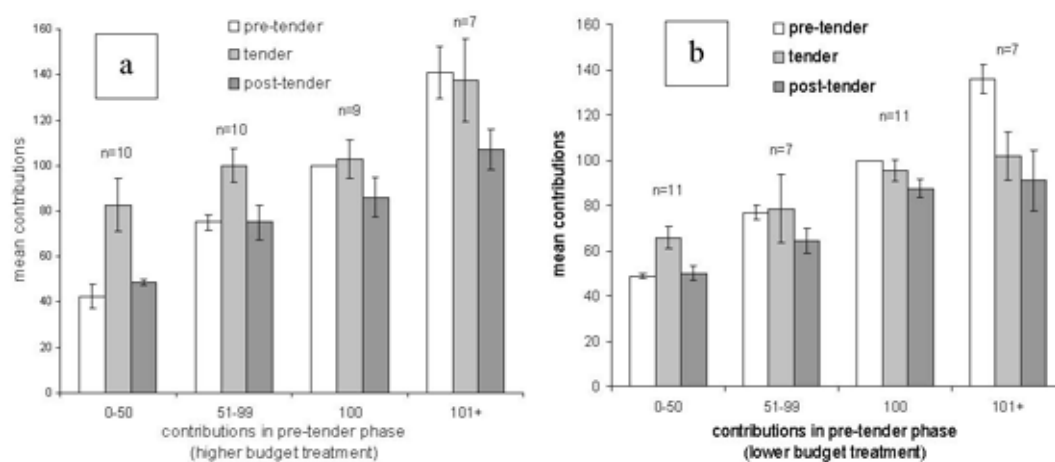 a
pre-tender
tender
post-tender
n=10
n=10
n=9
n=7
mean contributions
160
140
120
100
80
60
40
20
0
0-50
51-99
100
101+
contributions in pre-tender phase
(higher budget treatment)
b
pre-tender
tender
post-tender
n=11
n=7
n=11
n=7
mean contributions
160
140
120
100
80
60
40
20
0
0-50
51-99
100
101+
contributions in pre-tender phase
(lower budget treatment)